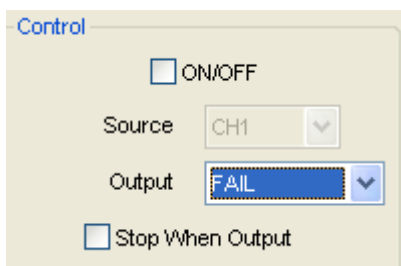 Control
ON/OFF
Source CH1
Output FAIL
Stop When Output